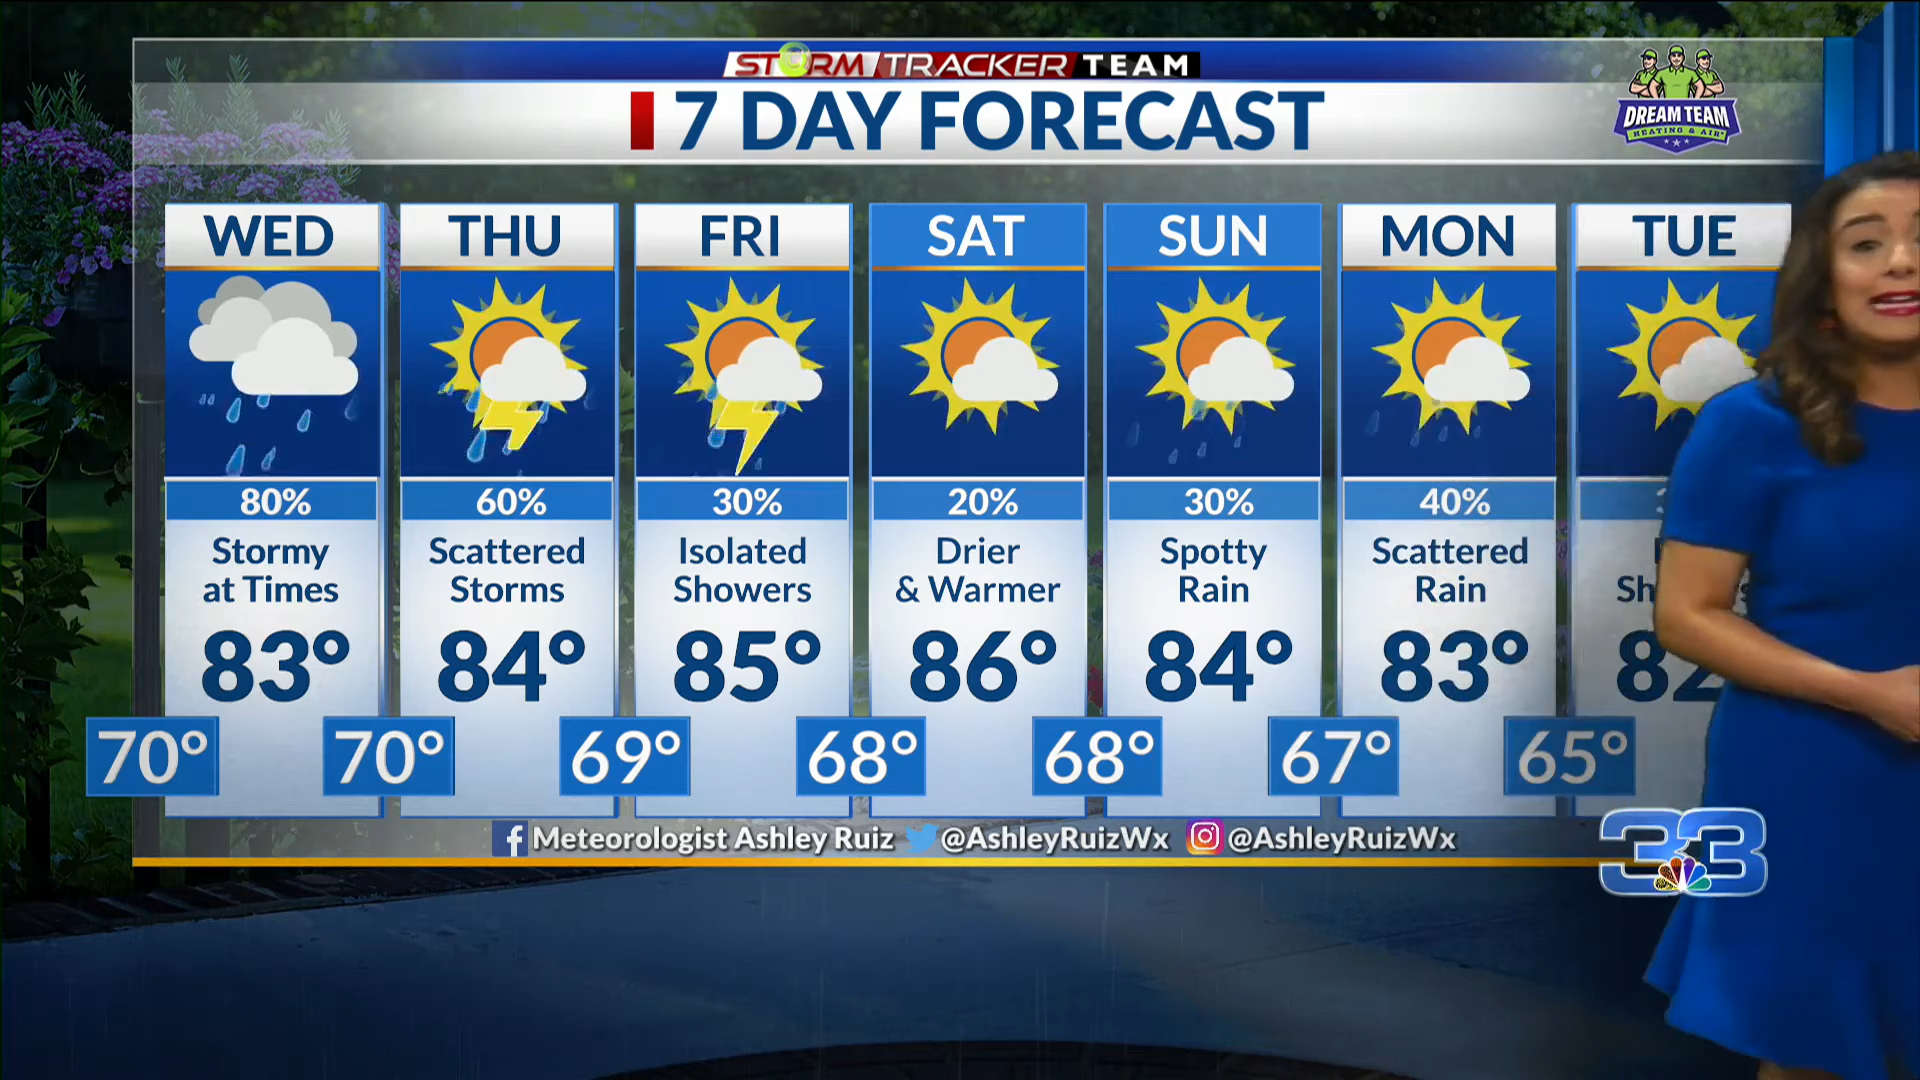 STORM TRACKER TEAM
7 DAY FORECAST
DREAM TEAM
HEATING & AIR
WED THU FRI SAT SUN MON TUE
80% 60% 30% 20% 30% 40%
Stormy Scattered Isolated Drier Spotty Scattered
at Times Storms Showers & Warmer Rain Rain
83° 84° 85° 86° 84° 83° 82
70° 70° 69° 68° 68° 67° 65°
Meteorologist Ashley Ruiz @AshleyRuizWx @AshleyRuizWx
33